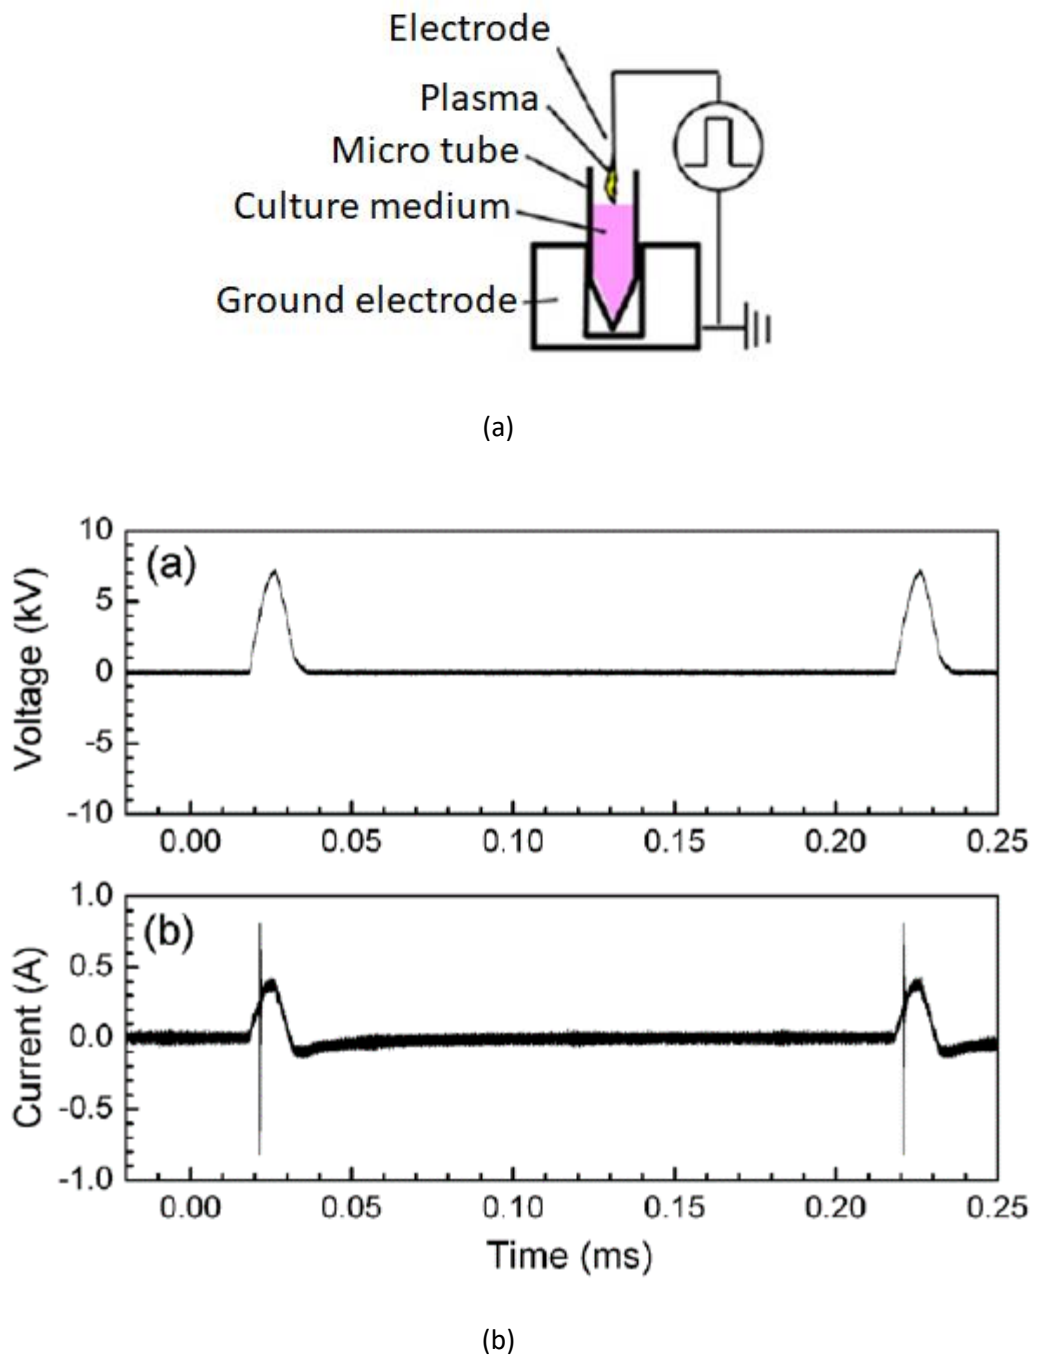 Electrode
Plasma
Micro tube
Culture medium
Ground electrode
(a)
10
(a)
5
0
-5
-10
Voltage (kV)
0.00 0.05 0.10 0.15 0.20 0.25
1.0
(b)
0.5
0.0
-0.5
-1.0
Current (A)
0.00 0.05 0.10 0.15 0.20 0.25
Time (ms)
(b)